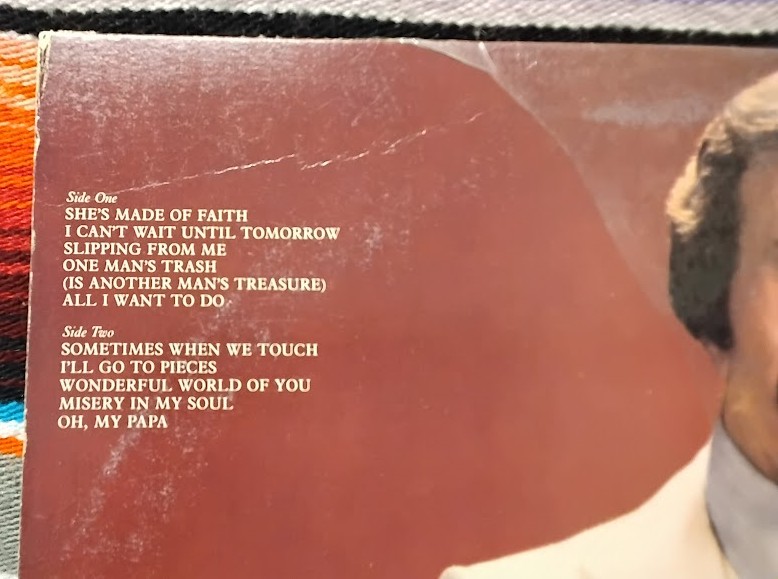 Side One
SHE'S MADE OF FAITH
I CAN'T WAIT UNTIL TOMORROW
SLIPPING FROM ME
ONE MAN'S TRASH
(IS ANOTHER MAN'S TREASURE)
ALL I WANT TO DO
Side Two
SOMETIMES WHEN WE TOUCH
I'LL GO TO PIECES
WONDERFUL WORLD OF YOU
MISERY IN MY SOUL
OH, MY PAPA